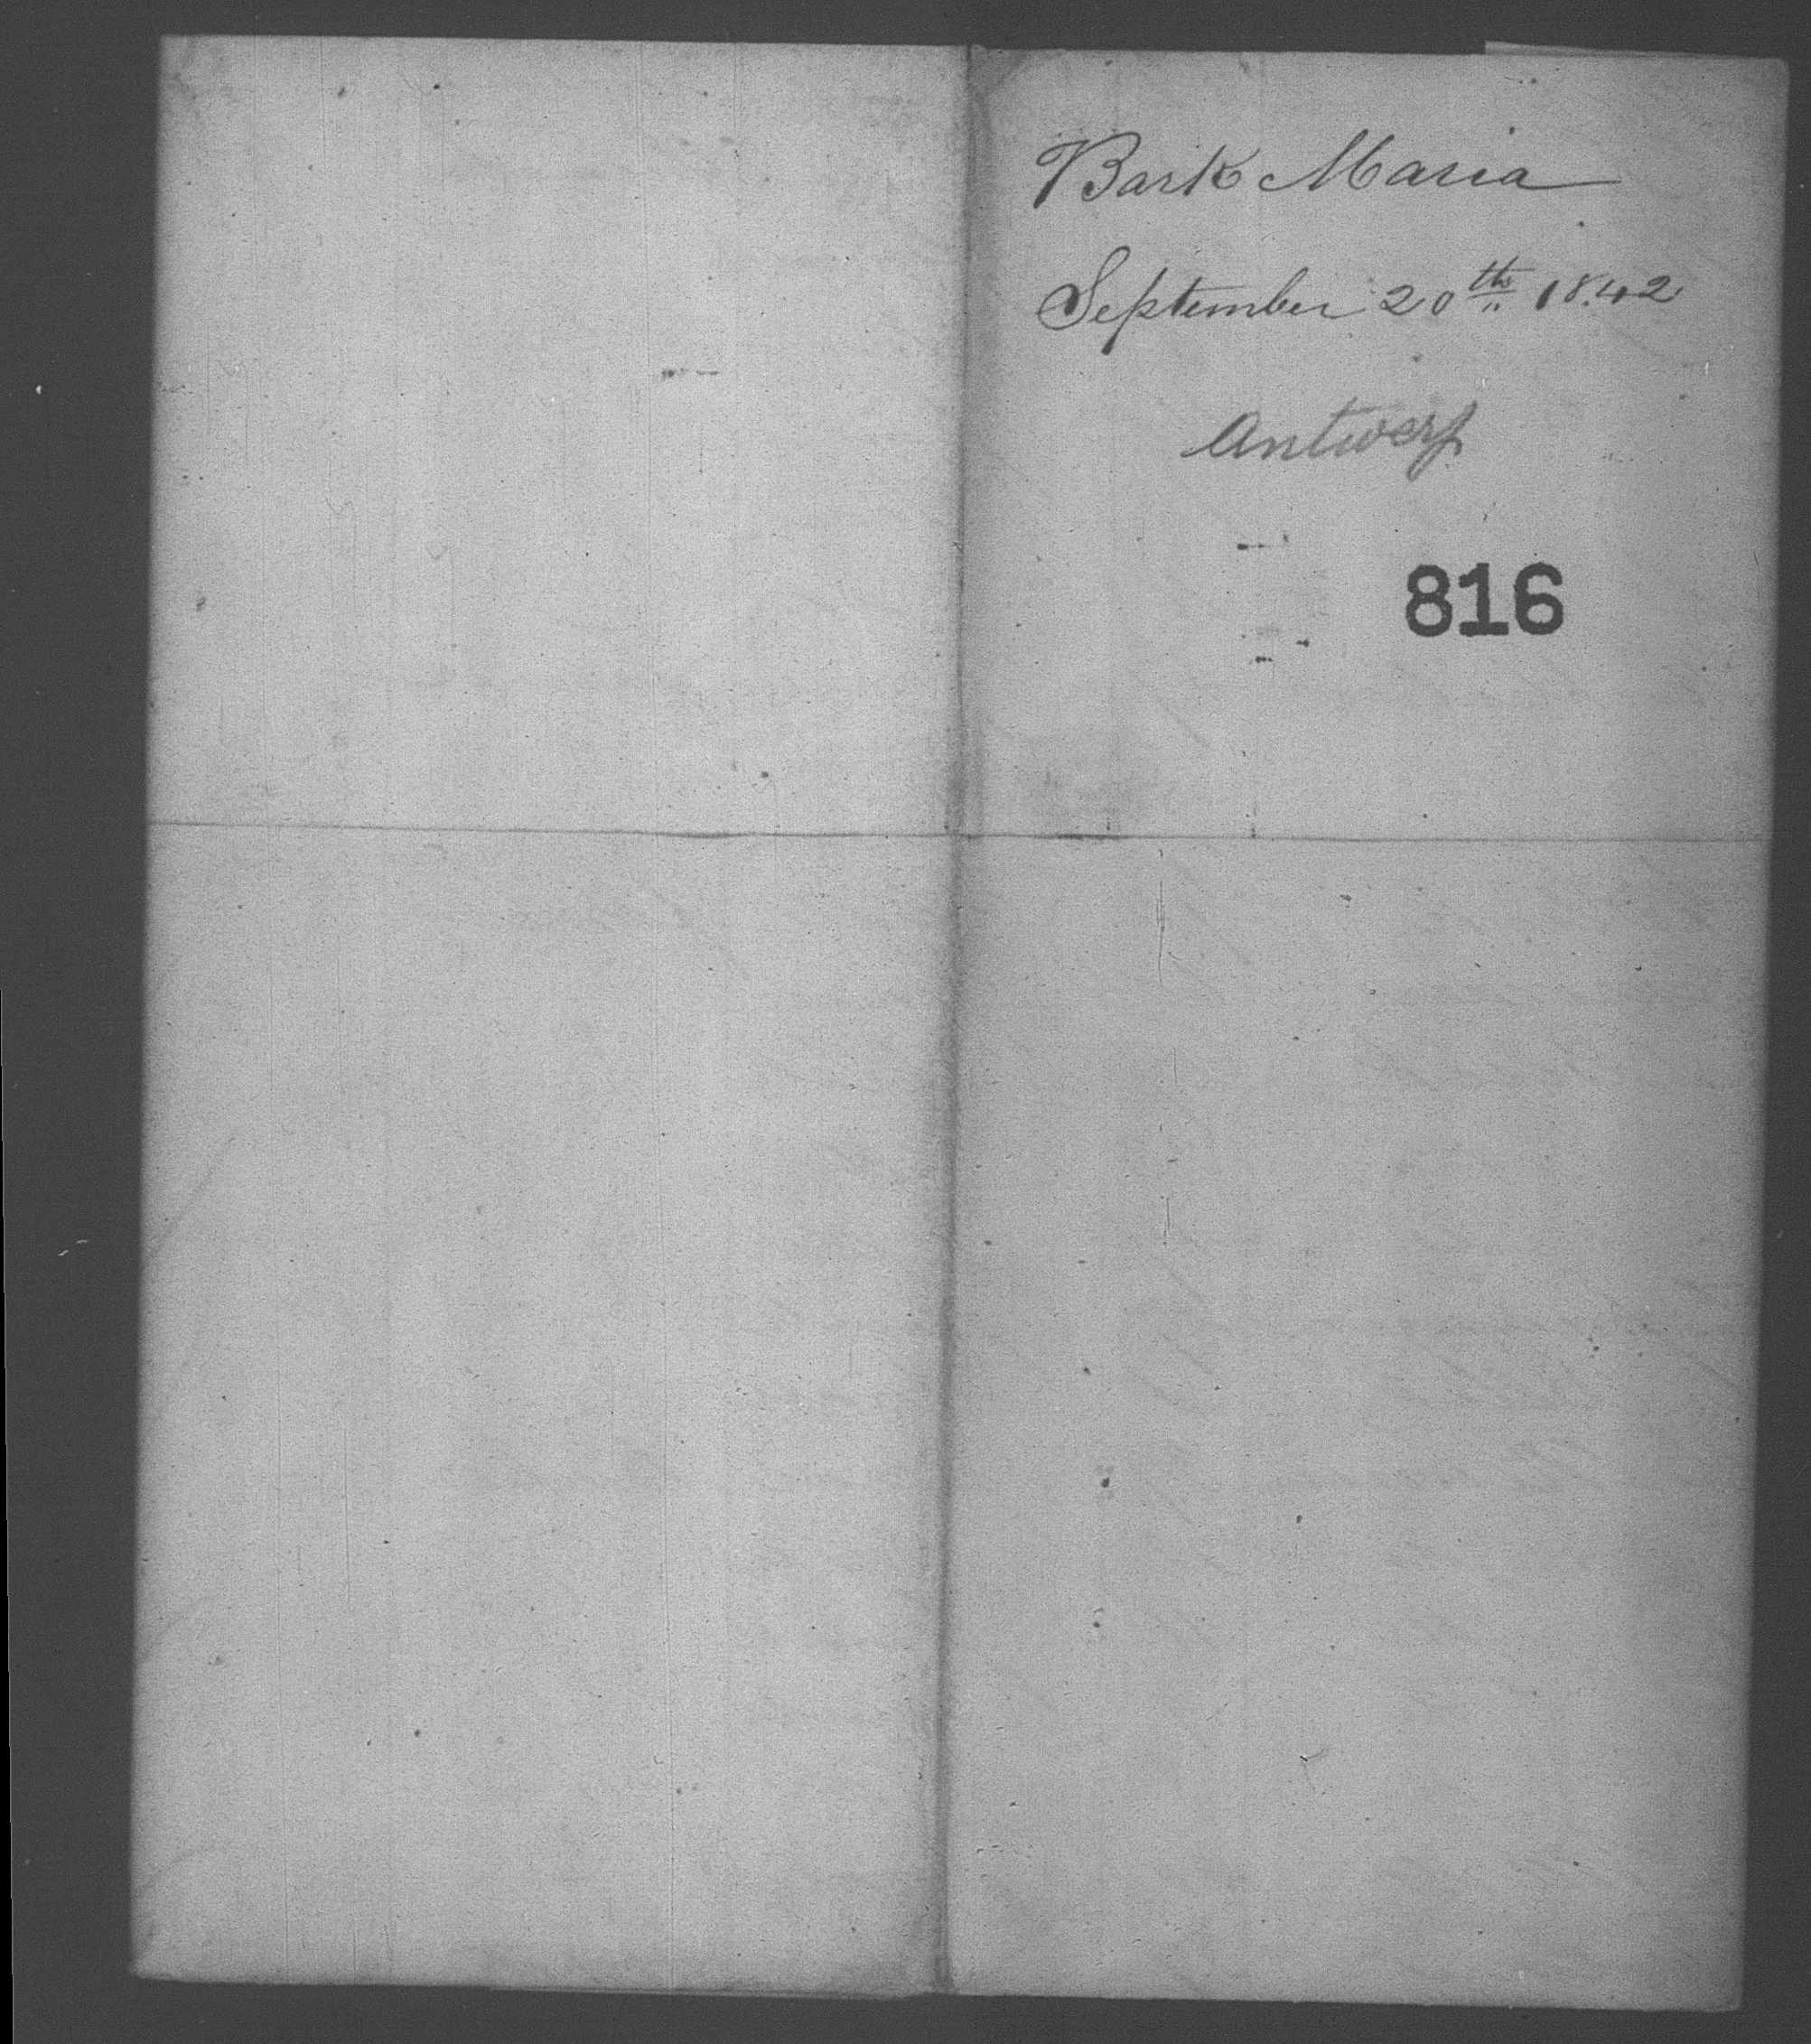 Bark Maria
September 20th 1842
Antwerp
816